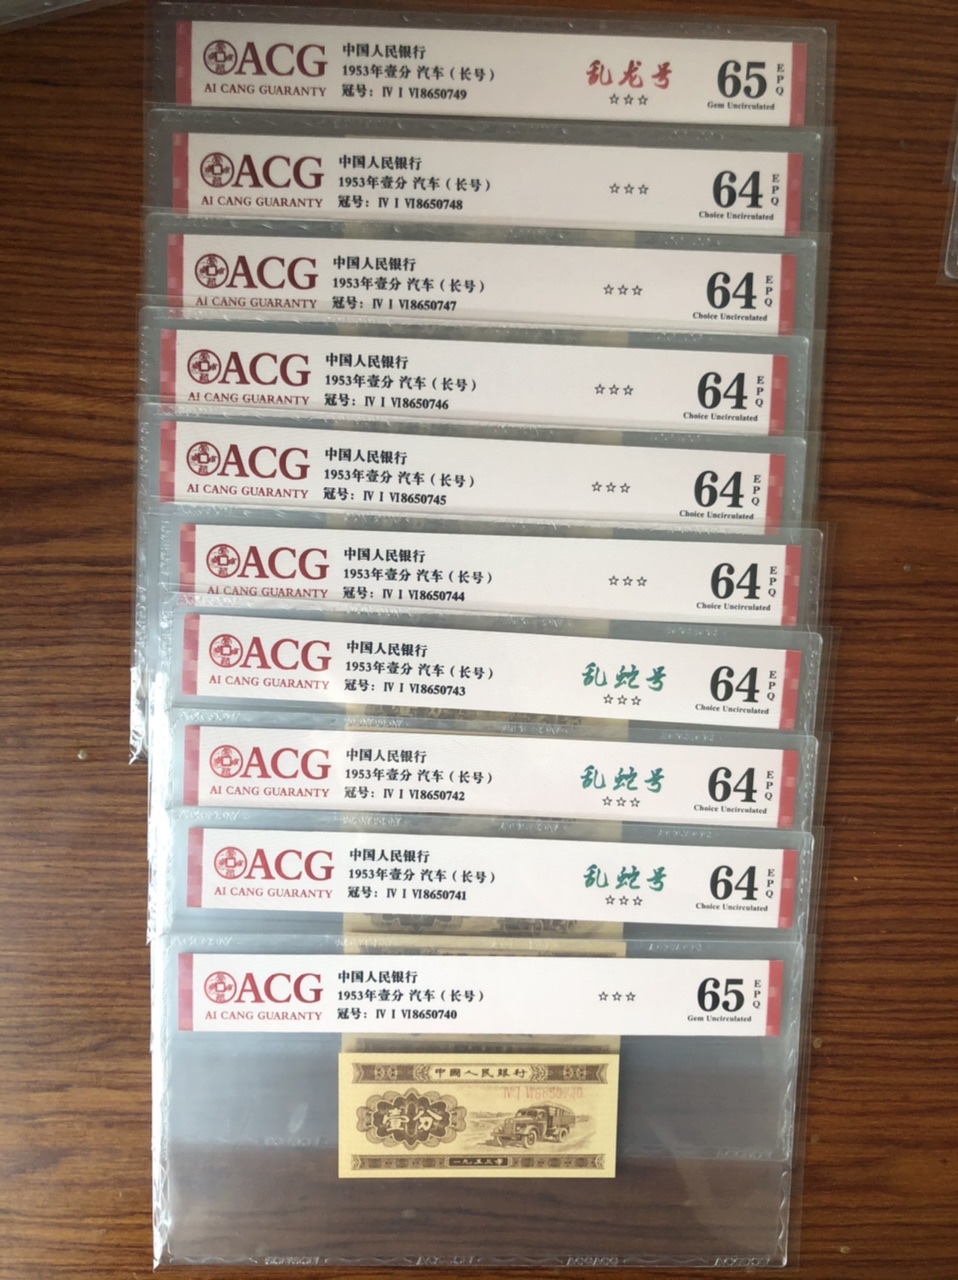 ACG
AI CANG GUARANTY
中国人民银行
1953年壹分 汽车（长号）
冠号：Ⅳ Ⅰ Ⅵ8650749
乱龙号
☆☆☆
65
EPQ
Gem Uncirculated
ACG
AI CANG GUARANTY
中国人民银行
1953年壹分 汽车（长号）
冠号：Ⅳ Ⅰ Ⅵ8650748
☆☆☆
64
EPQ
Choice Uncirculated
ACG
AI CANG GUARANTY
中国人民银行
1953年壹分 汽车（长号）
冠号：Ⅳ Ⅰ Ⅵ8650747
☆☆☆
64
EPQ
Choice Uncirculated
ACG
AI CANG GUARANTY
中国人民银行
1953年壹分 汽车（长号）
冠号：Ⅳ Ⅰ Ⅵ8650746
☆☆☆
64
EPQ
Choice Uncirculated
ACG
AI CANG GUARANTY
中国人民银行
1953年壹分 汽车（长号）
冠号：Ⅳ Ⅰ Ⅵ8650745
☆☆☆
64
EPQ
Choice Uncirculated
ACG
AI CANG GUARANTY
中国人民银行
1953年壹分 汽车（长号）
冠号：Ⅳ Ⅰ Ⅵ8650744
☆☆☆
64
EPQ
Choice Uncirculated
ACG
AI CANG GUARANTY
中国人民银行
1953年壹分 汽车（长号）
冠号：Ⅳ Ⅰ Ⅵ8650743
乱蛇号
☆☆☆
64
EPQ
Choice Uncirculated
ACG
AI CANG GUARANTY
中国人民银行
1953年壹分 汽车（长号）
冠号：Ⅳ Ⅰ Ⅵ8650742
乱蛇号
☆☆☆
64
EPQ
Choice Uncirculated
ACG
AI CANG GUARANTY
中国人民银行
1953年壹分 汽车（长号）
冠号：Ⅳ Ⅰ Ⅵ8650741
乱蛇号
☆☆☆
64
EPQ
Choice Uncirculated
ACG
AI CANG GUARANTY
中国人民银行
1953年壹分 汽车（长号）
冠号：Ⅳ Ⅰ Ⅵ8650740
☆☆☆
65
EPQ
Gem Uncirculated
中國人民銀行
Ⅳ Ⅰ Ⅵ8650740
壹分
一九五三年